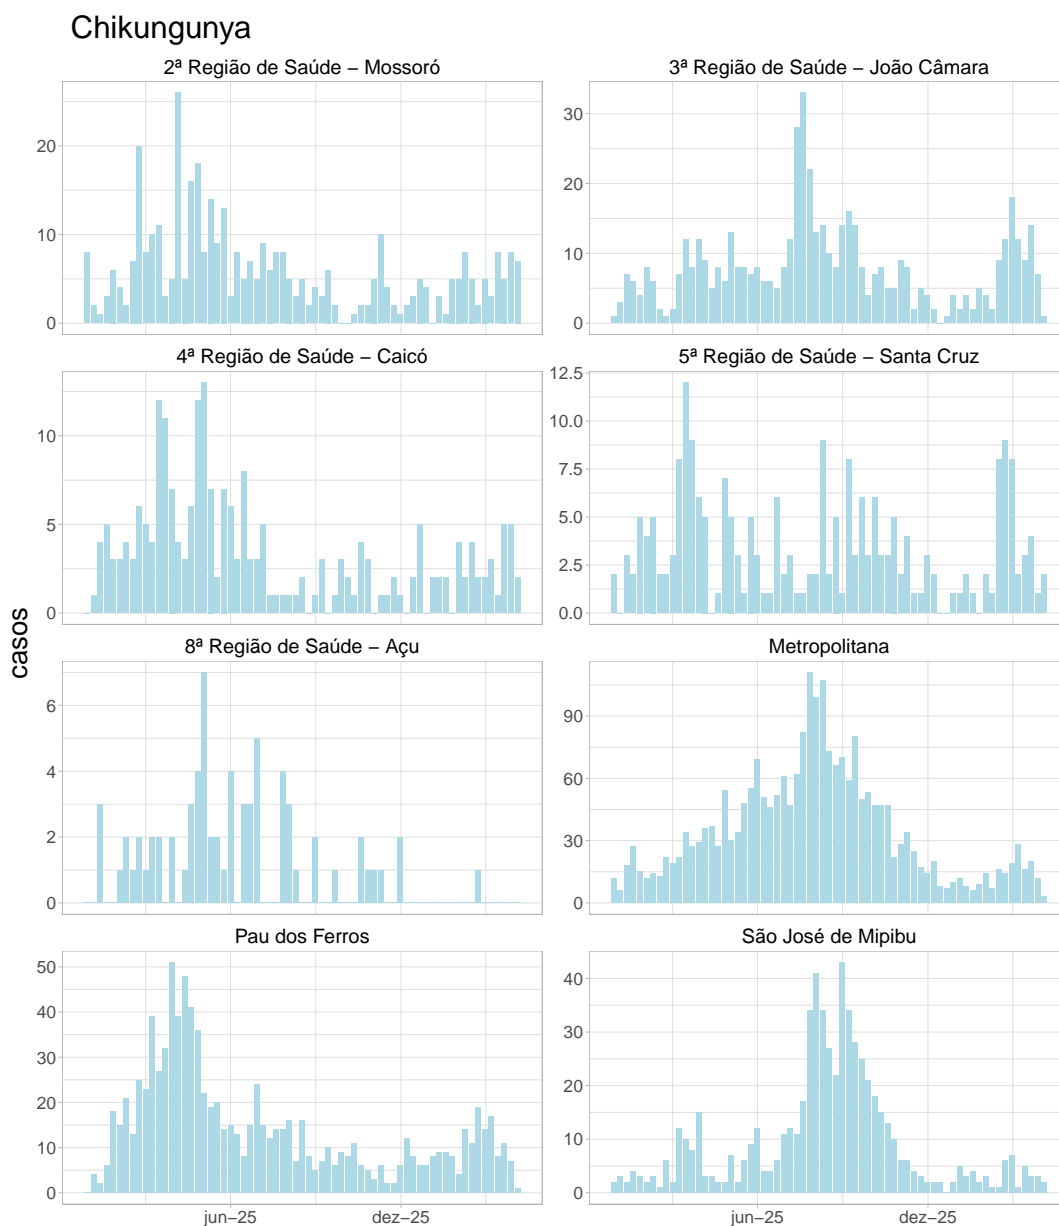 Chikungunya
2ª Região de Saúde – Mossoró
3ª Região de Saúde – João Câmara
20
10
0
30
20
10
0
4ª Região de Saúde – Caicó
5ª Região de Saúde – Santa Cruz
10
5
0
12.5
10.0
7.5
5.0
2.5
0.0
casos
8ª Região de Saúde – Açu
Metropolitana
6
4
2
0
90
60
30
0
Pau dos Ferros
São José de Mipibu
50
40
30
20
10
0
40
30
20
10
0
jun–25 dez–25
jun–25 dez–25